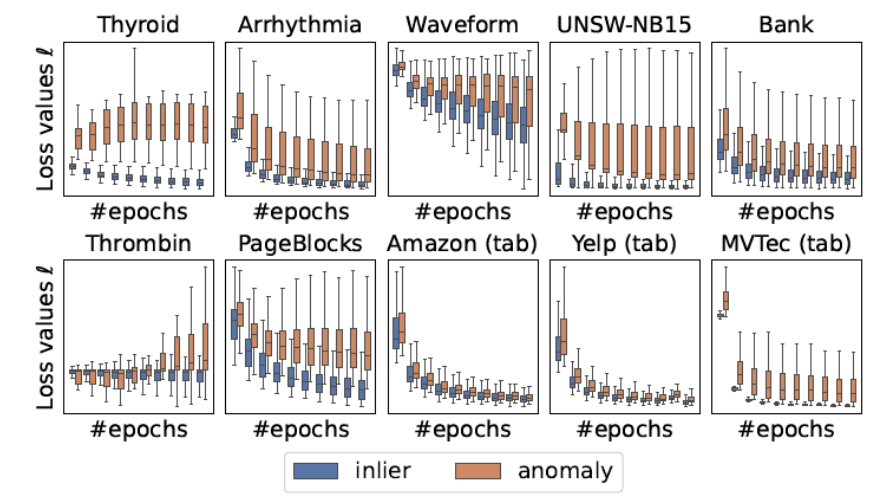 Thyroid Arrhythmia Waveform UNSW-NB15 Bank
Loss values ℓ
#epochs #epochs #epochs #epochs #epochs
Thrombin PageBlocks Amazon (tab) Yelp (tab) MVTec (tab)
Loss values ℓ
#epochs #epochs #epochs #epochs #epochs
inlier anomaly